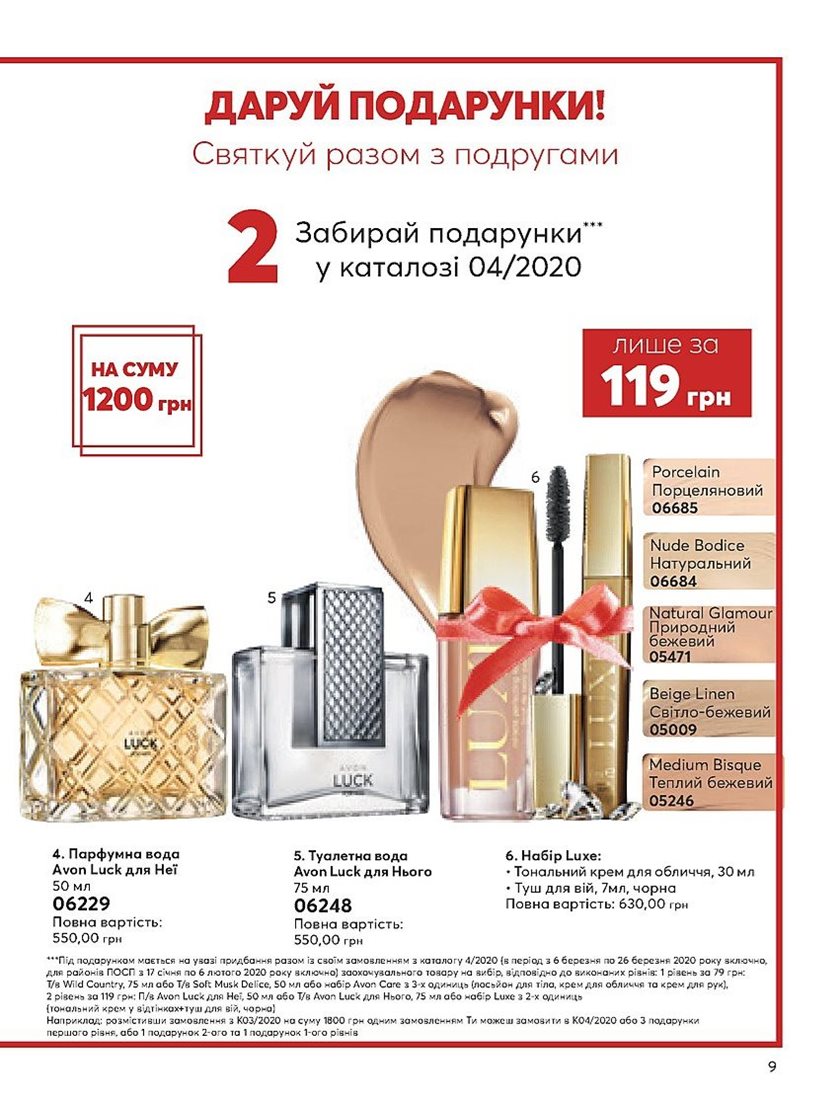 ДАРУЙ ПОДАРУНКИ!
Святкуй разом з подругами
2
Забирай подарунки***
у каталозі 04/2020
НА СУМУ
1200 грн
лише за
119 грн
6
Porcelain
Порцеляновий
06685
Nude Bodice
Натуральний
06684
Natural Glamour
Природний
бежевий
05471
Beige Linen
Світло-бежевий
05009
Medium Bisque
Теплий бежевий
05246
4
5
AVON
LUCK
AVON
LUCK
LUXE
LUXE
4. Парфумна вода
Avon Luck для Неї
50 мл
06229
Повна вартість:
550,00 грн
5. Туалетна вода
Avon Luck для Нього
75 мл
06248
Повна вартість:
550,00 грн
6. Набір Luxe:
• Тональний крем для обличчя, 30 мл
• Туш для вій, 7мл, чорна
Повна вартість: 630,00 грн
***Під подарунком мається на увазі придбання разом із своїм замовленням з каталогу 4/2020 (в період з 6 березня по 26 березня 2020 року включно,
для районів ПОСП з 17 січня по 6 лютого 2020 року включно) заохочувального товару на вибір, відповідно до виконаних рівнів: 1 рівень за 79 грн:
Т/в Wild Country, 75 мл або Т/в Soft Musk Delice, 50 мл або набір Avon Care з 3-х одиниць (лосьйон для тіла, крем для обличчя та крем для рук),
2 рівень за 119 грн: П/в Avon Luck для Неї, 50 мл або Т/в Avon Luck для Нього, 75 мл або набір Luxe з 2-х одиниць
(тональний крем у відтінках+туш для вій, чорна)
Наприклад: розмістивши замовлення з К03/2020 на суму 1800 грн одним замовленням Ти можеш замовити в К04/2020 або 3 подарунки
першого рівня, або 1 подарунок 2-ого та 1 подарунок 1-ого рівнів
9